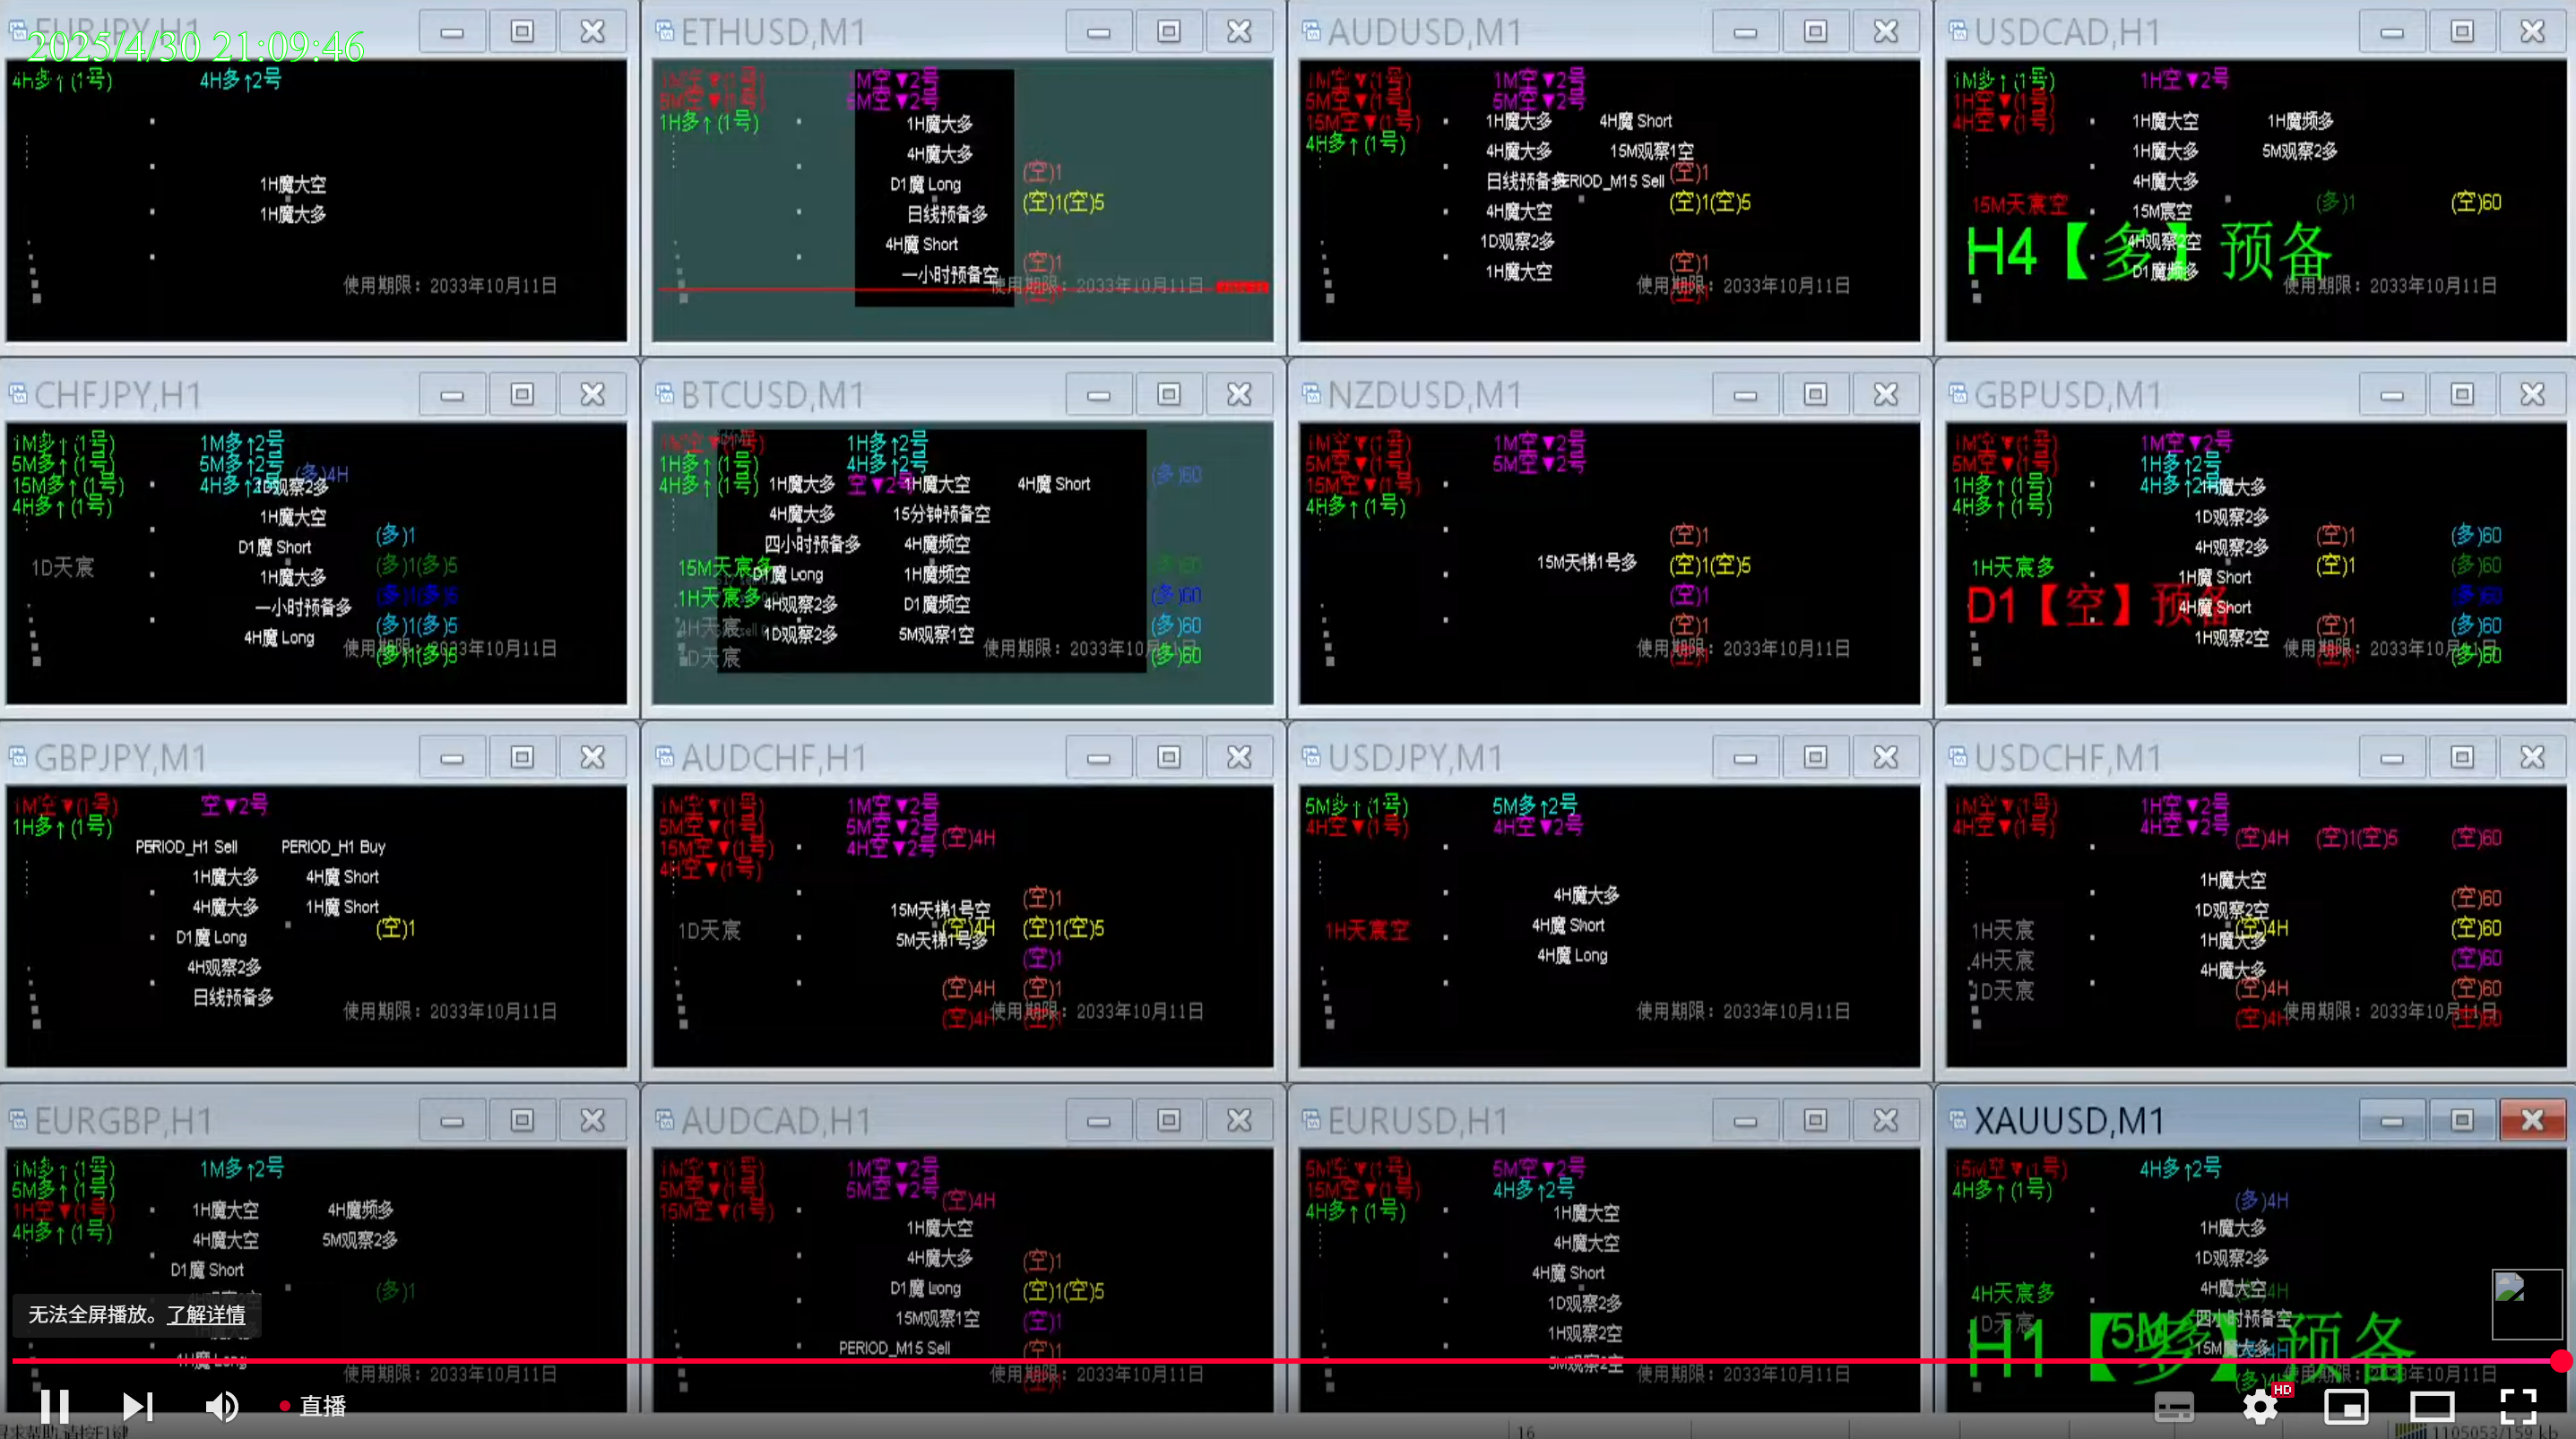 EURJPY,H1
2025/4/30 21:09:46
4H多↑(1号)
4H多↑2号
1H魔大空
1H魔大多
使用期限：2033年10月11日
ETHUSD,M1
1M空▼(1号)
5M空▼(1号)
1H多↑(1号)
1M空▼2号
5M空▼2号
1H魔大多
4H魔大多
D1魔 Long
日线预备多
4H魔 Short
一小时预备空
(空)1
(空)1(空)5
(空)1
使用期限：2033年10月11日
AUDUSD,M1
1M空▼(1号)
5M空▼(1号)
15M空▼(1号)
4H多↑(1号)
1M空▼2号
5M空▼2号
1H魔大多
4H魔 Short
4H魔大多
15M观察1空
日线预备多
PERIOD_M15 Sell
4H魔大空
1D观察2多
1H魔大空
(空)1
(空)1(空)5
(空)1
使用期限：2033年10月11日
USDCAD,H1
1M多↑(1号)
1H空▼(1号)
4H空▼(1号)
1H空▼2号
1H魔大空
1H魔频多
1H魔大多
5M观察2多
4H魔大多
15M天宸空
15M宸空
(多)1
(空)60
4H观察2空
H4【多】预备
D1魔频多
使用期限：2033年10月11日
CHFJPY,H1
1M多↑(1号)
5M多↑(1号)
15M多↑(1号)
4H多↑(1号)
1M多↑2号
5M多↑2号
4H多↑2号
(多)4H
1D观察2多
1H魔大空
D1魔 Short
1H魔大多
一小时预备多
4H魔 Long
1D天宸
(多)1
(多)1(多)5
(多)1(多)5
(多)1(多)5
(多)1(多)5
使用期限：2033年10月11日
BTCUSD,M1
1M空▼(1号)
1H多↑(1号)
4H多↑(1号)
1H多↑2号
4H多↑2号
空▼2号
1H魔大多
1H魔大空
4H魔 Short
4H魔大多
15分钟预备空
四小时预备多
4H魔频空
D1魔 Long
1H魔频空
4H观察2多
D1魔频空
1D观察2多
5M观察1空
15M天宸多
1H天宸多
4H天宸
1D天宸
(多)60
(多)60
(多)60
(多)60
(多)60
使用期限：2033年10月11日
NZDUSD,M1
1M空▼(1号)
5M空▼(1号)
15M空▼(1号)
4H多↑(1号)
1M空▼2号
5M空▼2号
15M天梯1号多
(空)1
(空)1(空)5
(空)1
(空)1
使用期限：2033年10月11日
GBPUSD,M1
1M空▼(1号)
5M空▼(1号)
1H多↑(1号)
4H多↑(1号)
1M空▼2号
1H多↑2号
4H多↑2号
1H魔大多
1D观察2多
4H观察2多
1H魔 Short
4H魔 Short
1H观察2空
1H天宸多
D1【空】预备
(空)1
(空)1
(空)1
(多)60
(多)60
(多)60
(多)60
(多)60
使用期限：2033年10月11日
GBPJPY,M1
1M空▼(1号)
1H多↑(1号)
空▼2号
PERIOD_H1 Sell
PERIOD_H1 Buy
1H魔大多
4H魔 Short
4H魔大多
1H魔 Short
(空)1
D1魔 Long
4H观察2多
日线预备多
使用期限：2033年10月11日
AUDCHF,H1
1M空▼(1号)
5M空▼(1号)
15M空▼(1号)
4H空▼(1号)
1M空▼2号
5M空▼2号
4H空▼2号
(空)4H
15M天梯1号空
5M天梯1号多
1D天宸
(空)1
(空)4H
(空)1(空)5
(空)1
(空)4H
(空)1
(空)4H
使用期限：2033年10月11日
USDJPY,M1
5M多↑(1号)
4H空▼(1号)
5M多↑2号
4H空▼2号
4H魔大多
4H魔 Short
4H魔 Long
1H天宸空
使用期限：2033年10月11日
USDCHF,M1
1M空▼(1号)
4H空▼(1号)
1H空▼2号
4H空▼2号
(空)4H
(空)1(空)5
(空)60
1H魔大空
1D观察2空
1H魔大多
4H魔大多
1H天宸
4H天宸
1D天宸
(空)60
(空)4H
(空)60
(空)60
(空)4H
(空)60
(空)4H
(空)60
使用期限：2033年10月11日
EURGBP,H1
1M多↑(1号)
5M多↑(1号)
1H空▼(1号)
4H多↑(1号)
1M多↑2号
1H魔大空
4H魔频多
4H魔大空
5M观察2多
D1魔 Short
(多)1
4H魔 Long
使用期限：2033年10月11日
AUDCAD,H1
1M空▼(1号)
5M空▼(1号)
15M空▼(1号)
1M空▼2号
5M空▼2号
(空)4H
1H魔大空
4H魔大多
D1魔 Long
15M观察1空
PERIOD_M15 Sell
(空)1
(空)1(空)5
(空)1
(空)1
使用期限：2033年10月11日
EURUSD,H1
5M空▼(1号)
15M空▼(1号)
4H多↑(1号)
5M空▼2号
4H多↑2号
1H魔大空
4H魔大空
4H魔 Short
1D观察2多
1H观察2空
5M观察2空
使用期限：2033年10月11日
XAUUSD,M1
15M空▼(1号)
4H多↑(1号)
4H多↑2号
(多)4H
1H魔大多
1D观察2多
4H魔大空
四小时预备空
15M魔大多
4H天宸多
1D天宸
H1【多】预备
使用期限：2033年10月11日
无法全屏播放。了解详情
直播
HD
寻求帮助,请按F1键
16
1105053/159 kb